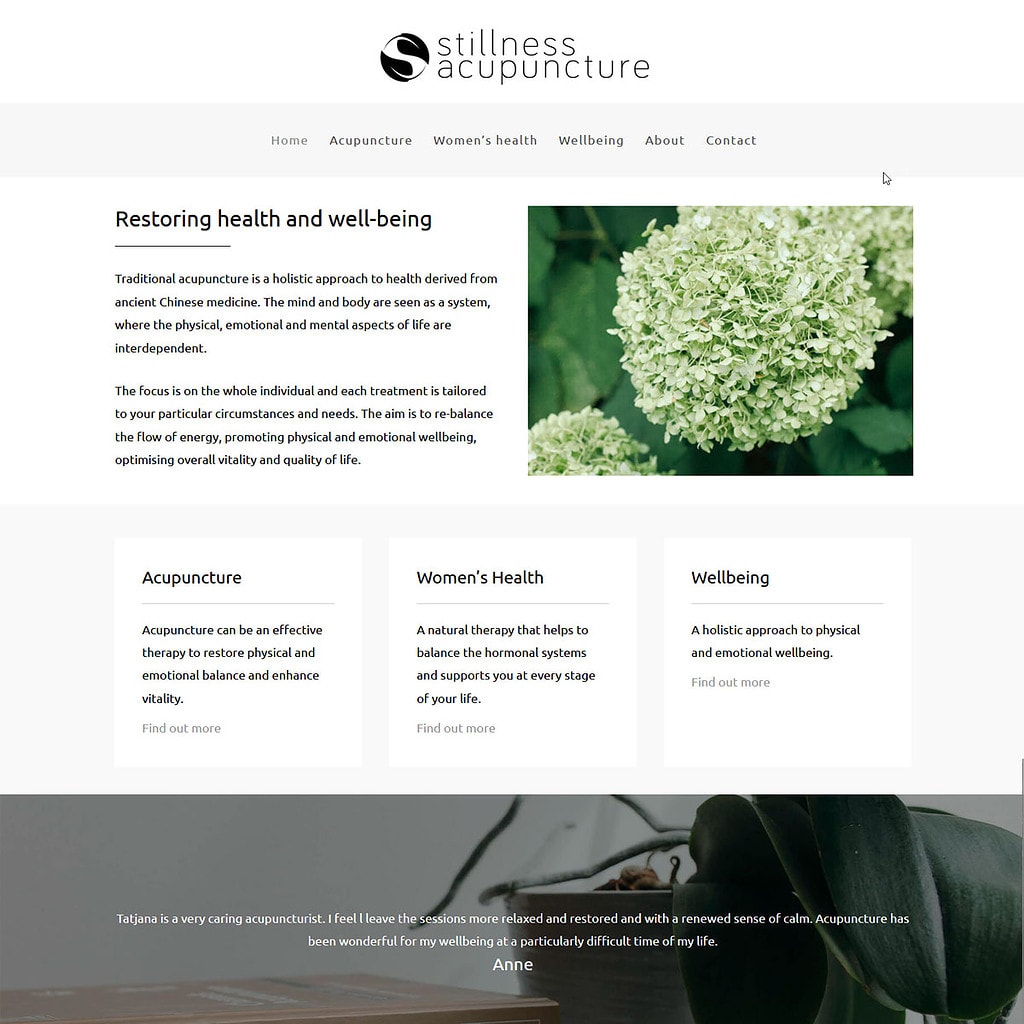 stillness
acupuncture
Home Acupuncture Women’s health Wellbeing About Contact
Restoring health and well-being
Traditional acupuncture is a holistic approach to health derived from
ancient Chinese medicine. The mind and body are seen as a system,
where the physical, emotional and mental aspects of life are
interdependent.
The focus is on the whole individual and each treatment is tailored
to your particular circumstances and needs. The aim is to re-balance
the flow of energy, promoting physical and emotional wellbeing,
optimising overall vitality and quality of life.
Acupuncture
Acupuncture can be an effective
therapy to restore physical and
emotional balance and enhance
vitality.
Find out more
Women’s Health
A natural therapy that helps to
balance the hormonal systems
and supports you at every stage
of your life.
Find out more
Wellbeing
A holistic approach to physical
and emotional wellbeing.
Find out more
Tatjana is a very caring acupuncturist. I feel l leave the sessions more relaxed and restored and with a renewed sense of calm. Acupuncture has
been wonderful for my wellbeing at a particularly difficult time of my life.
Anne